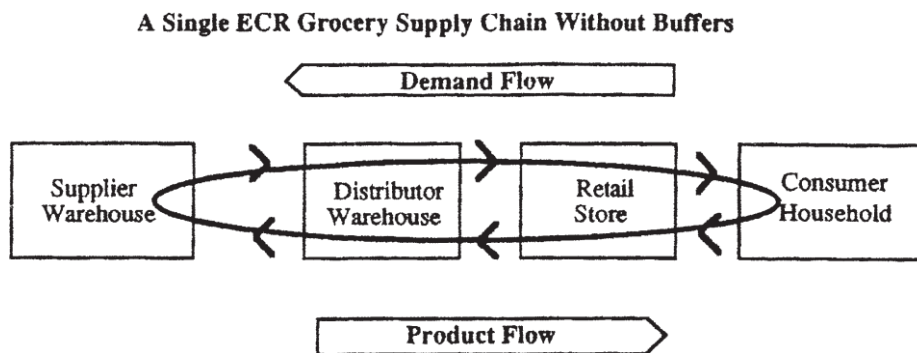 A Single ECR Grocery Supply Chain Without Buffers
Demand Flow
Supplier
Warehouse
Distributor
Warehouse
Retail
Store
Consumer
Household
Product Flow